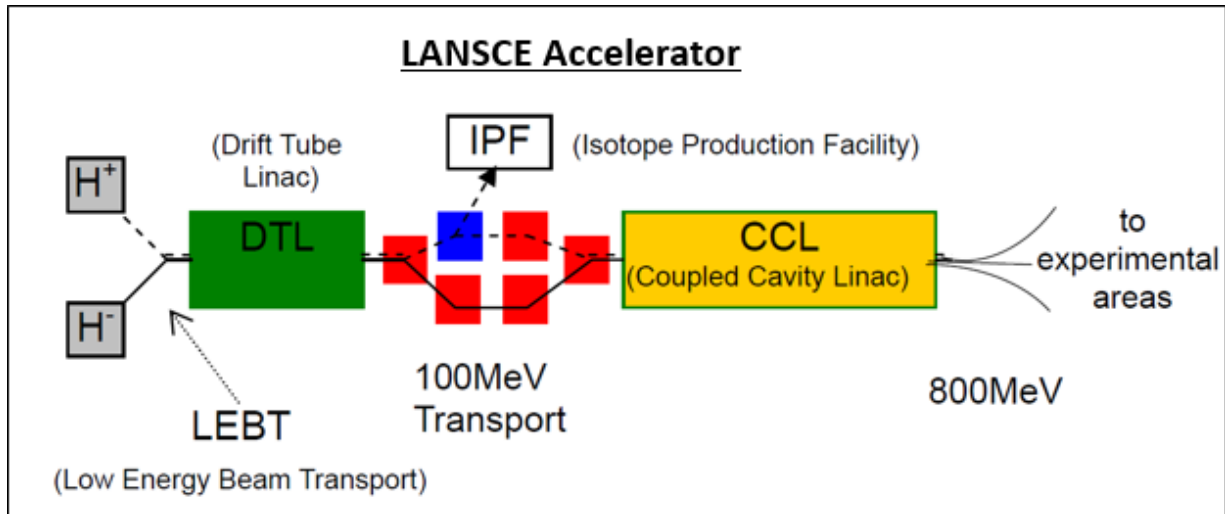 LANSCE Accelerator
(Drift Tube
Linac)
IPF
(Isotope Production Facility)
H+
DTL
CCL
(Coupled Cavity Linac)
to
experimental
areas
H-
LEBT
(Low Energy Beam Transport)
100MeV
Transport
800MeV